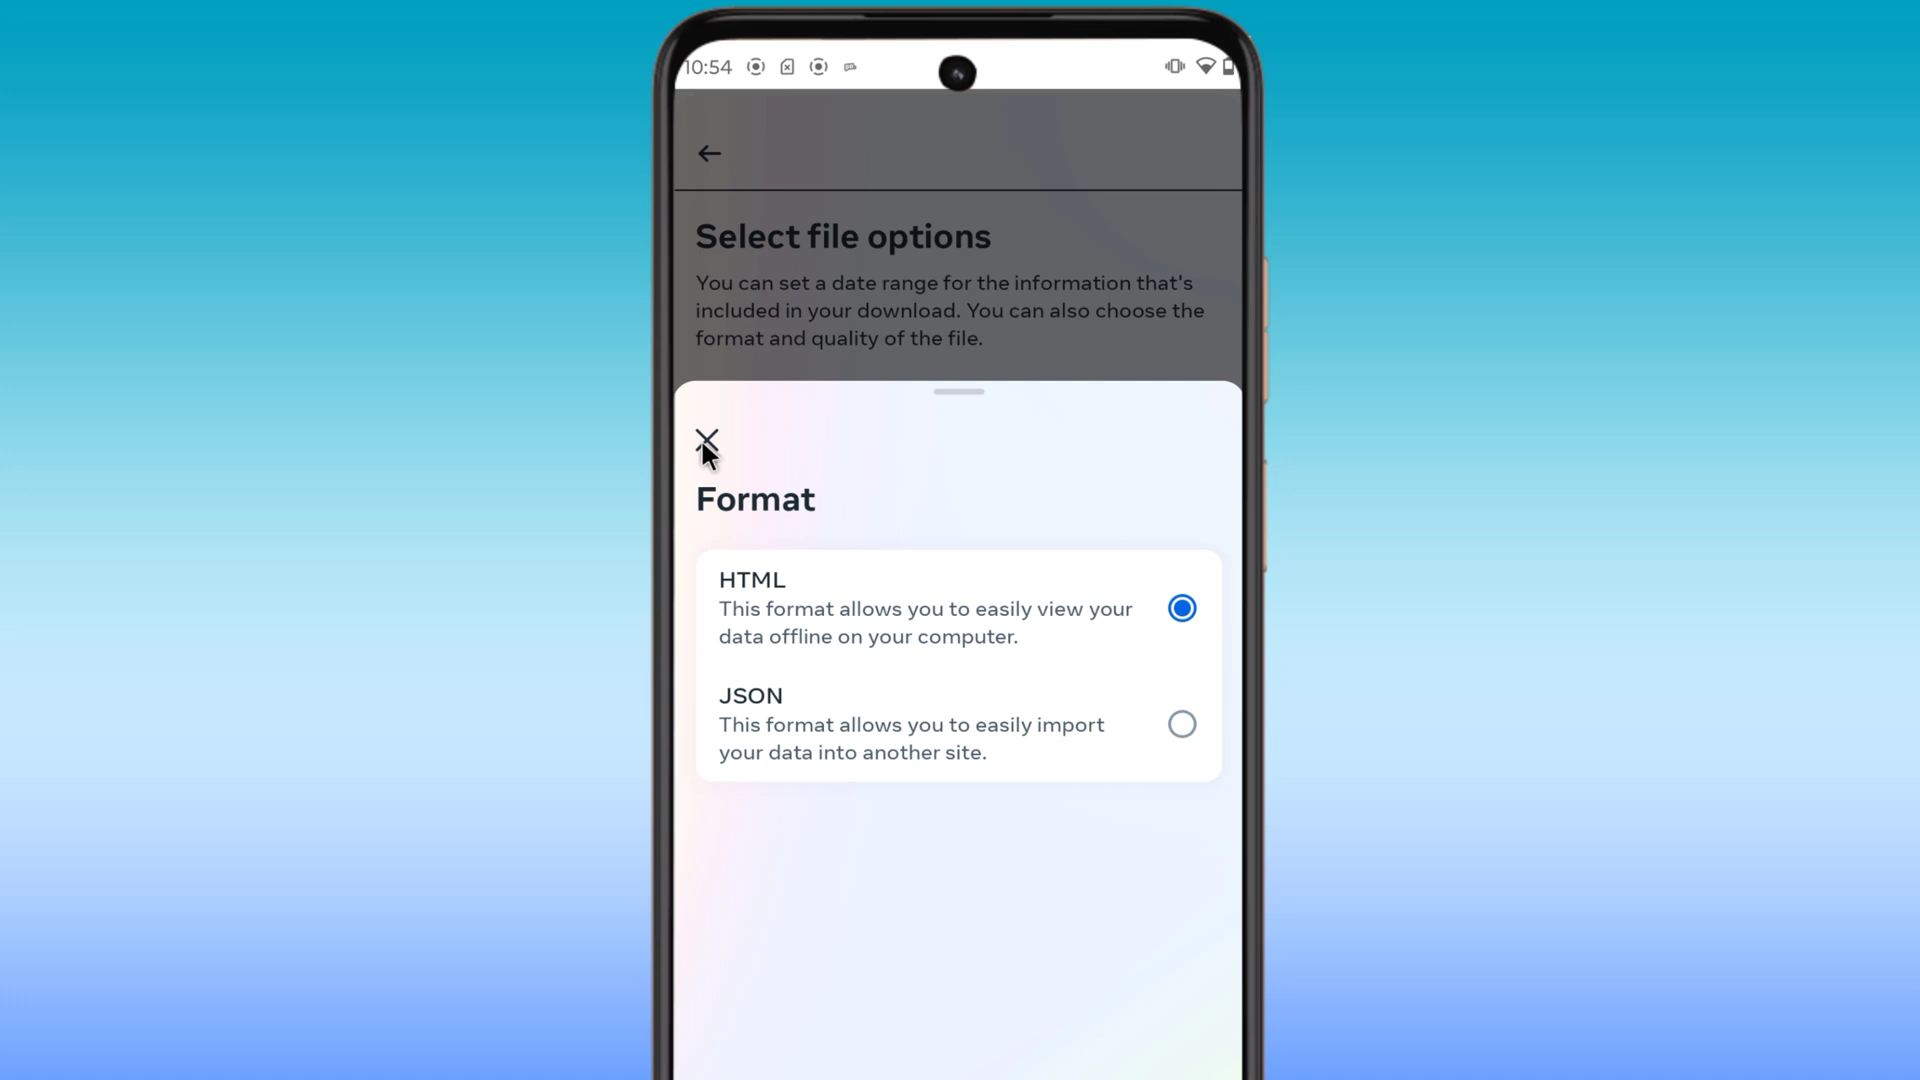 10:54
Select file options
You can set a date range for the information that's
included in your download. You can also choose the
format and quality of the file.
Format
HTML
This format allows you to easily view your
data offline on your computer.
JSON
This format allows you to easily import
your data into another site.